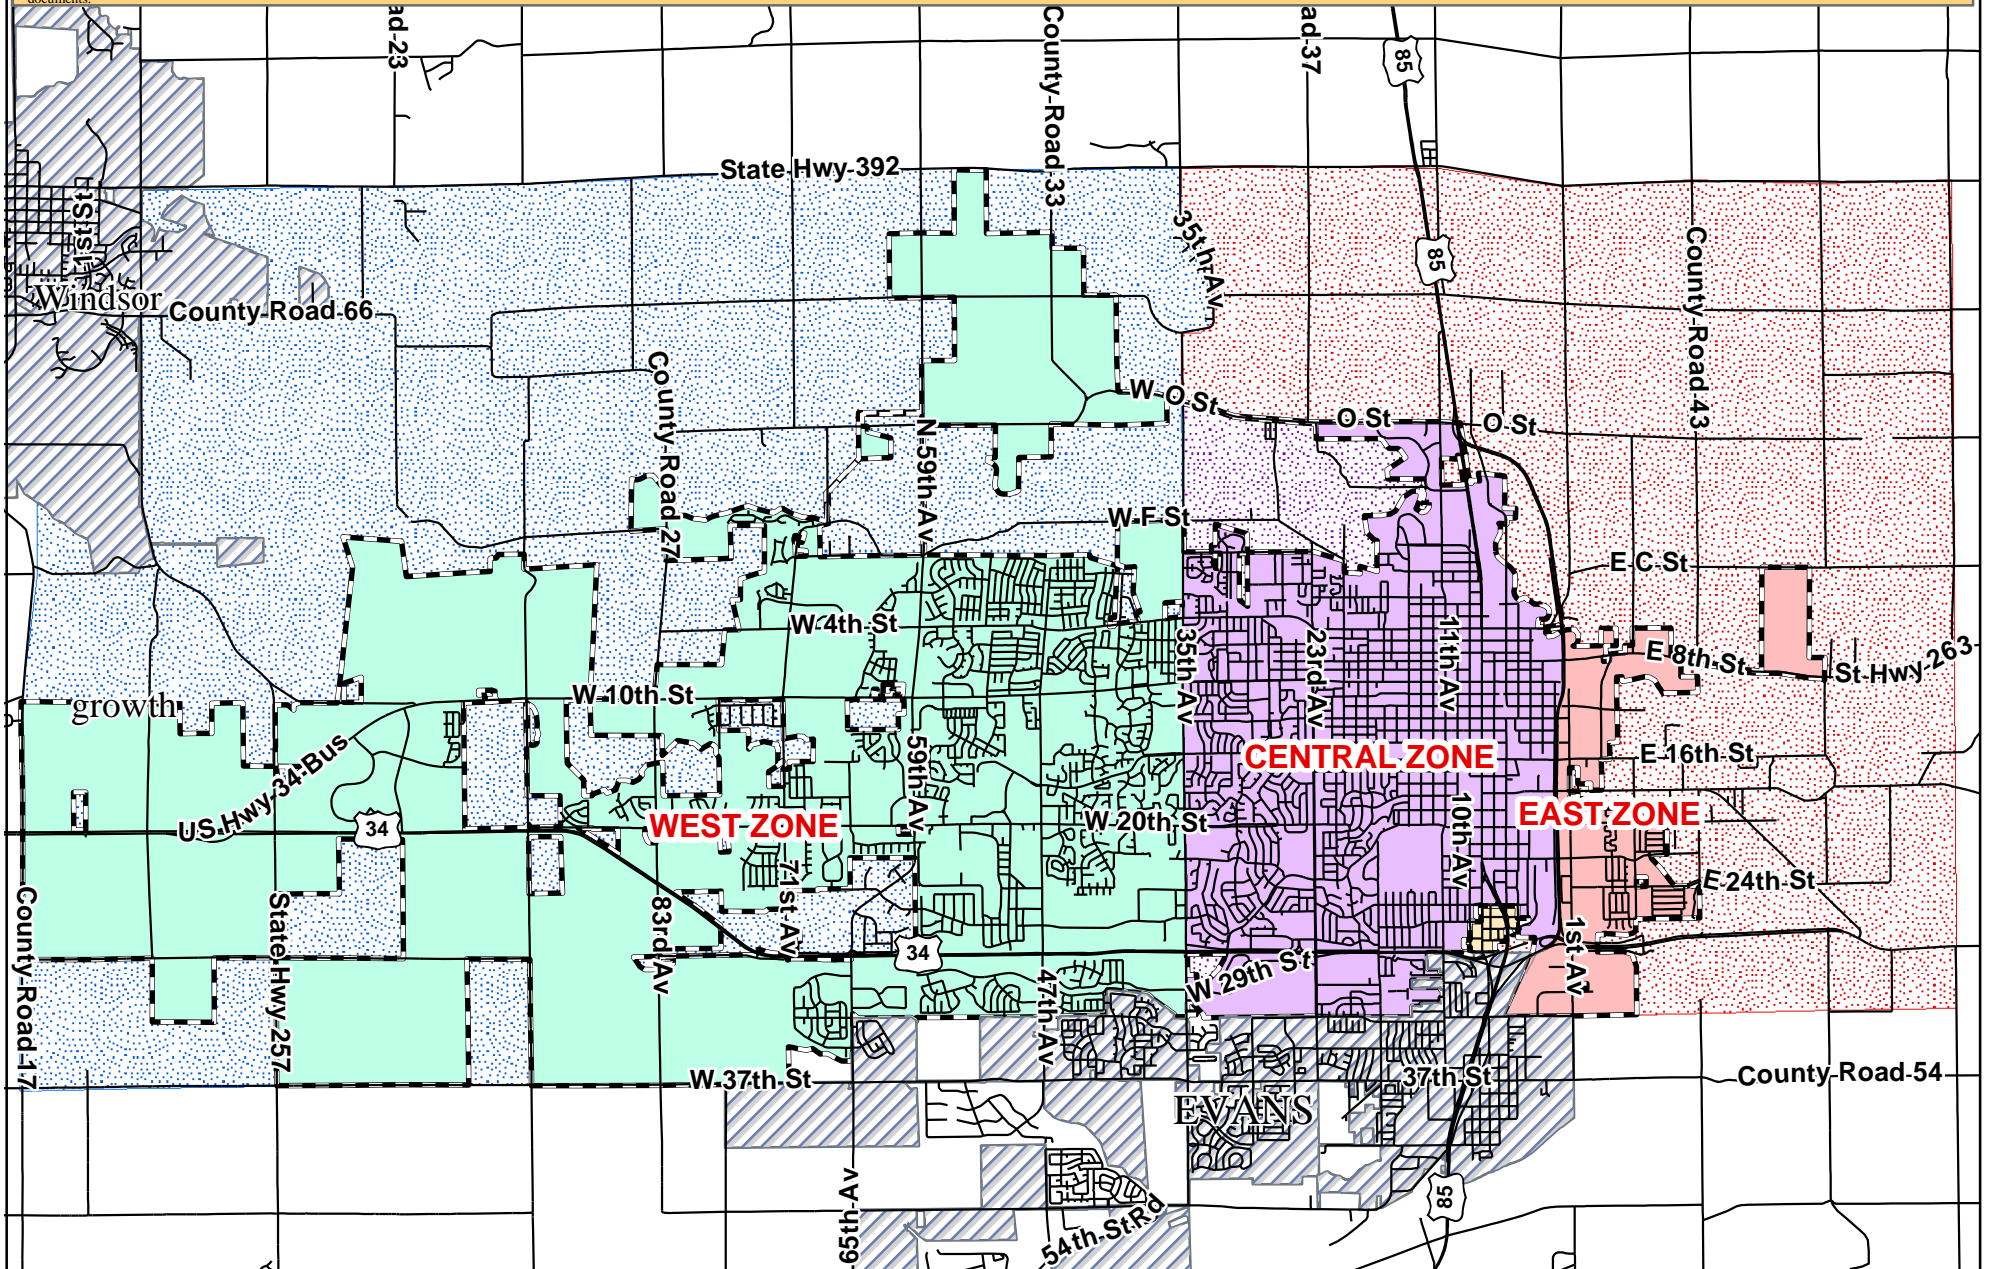 documents.
ad 23
County Road 33
ad 37
85
State Hwy 392
35th Av
85
County Road 43
1st St
Windsor
County Road 66
County Road 27
W O St
O St
O St
N 59th Av
W F St
E C St
W 4th St
35th Av
23rd Av
11th Av
E 8th St
St Hwy 263
W 10th St
growth
US Hwy 34 Bus
59th Av
CENTRAL ZONE
E 16th St
34
WEST ZONE
W 20th St
10th Av
EAST ZONE
71st Av
E 24th St
County Road 17
State Hwy 257
83rd Av
34
47th Av
W 29th St
1st Av
W 37th St
37th St
County Road 54
EVANS
65th Av
54th St Rd
85